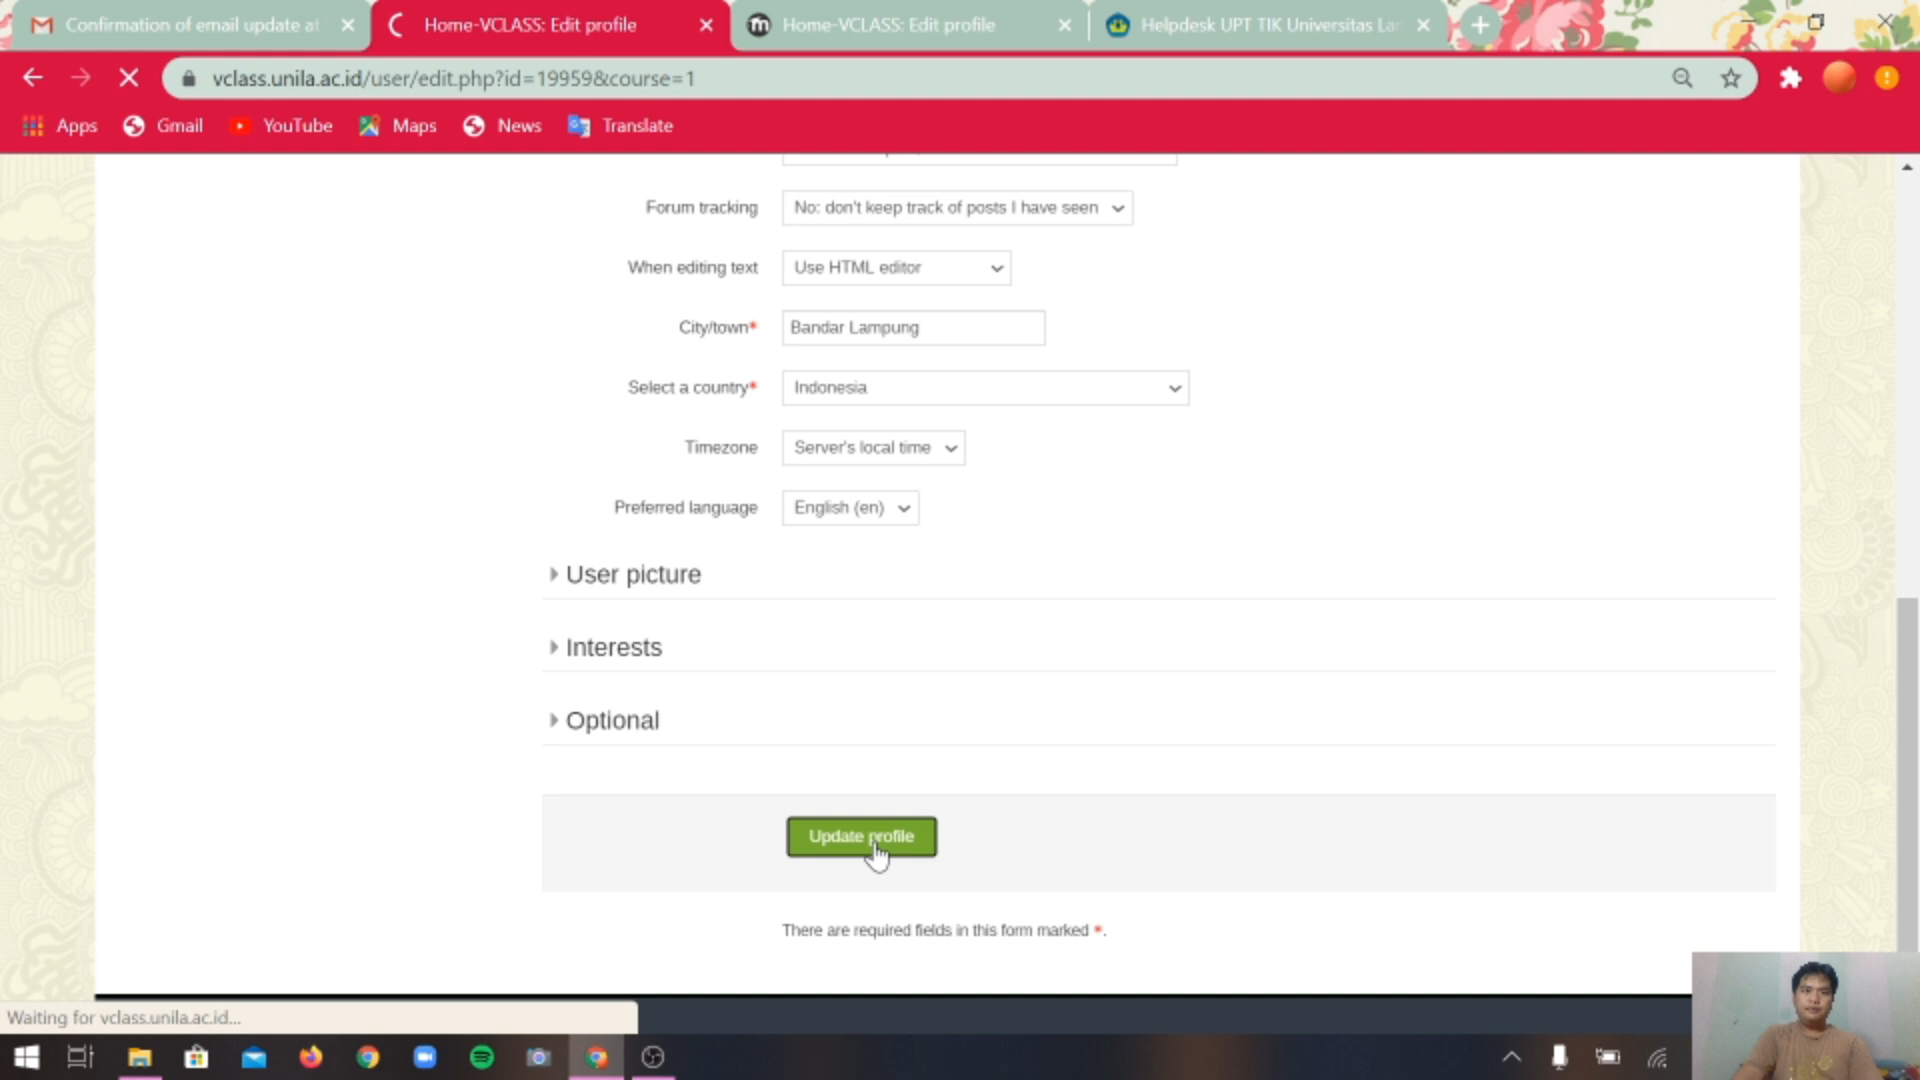 Confirmation of email update at
Home-VCLASS: Edit profile
Home-VCLASS: Edit profile
Helpdesk UPT TIK Universitas La
vclass.unila.ac.id/user/edit.php?id=19959&course=1
Apps
Gmail
YouTube
Maps
News
Translate
Forum tracking
No: don't keep track of posts I have seen
When editing text
Use HTML editor
City/town*
Bandar Lampung
Select a country*
Indonesia
Timezone
Server's local time
Preferred language
English (en)
User picture
Interests
Optional
Update profile
There are required fields in this form marked *.
Waiting for vclass.unila.ac.id...